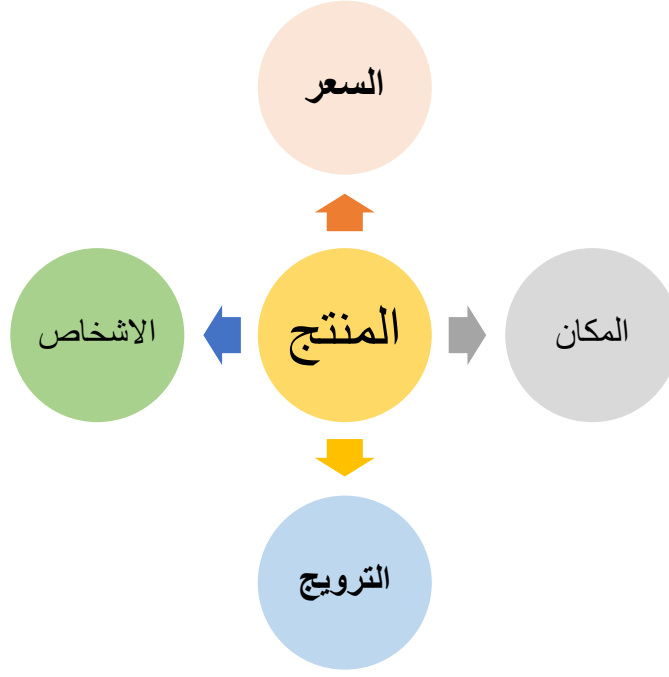 السعر
المكان
المنتج
الاشخاص
الترويج